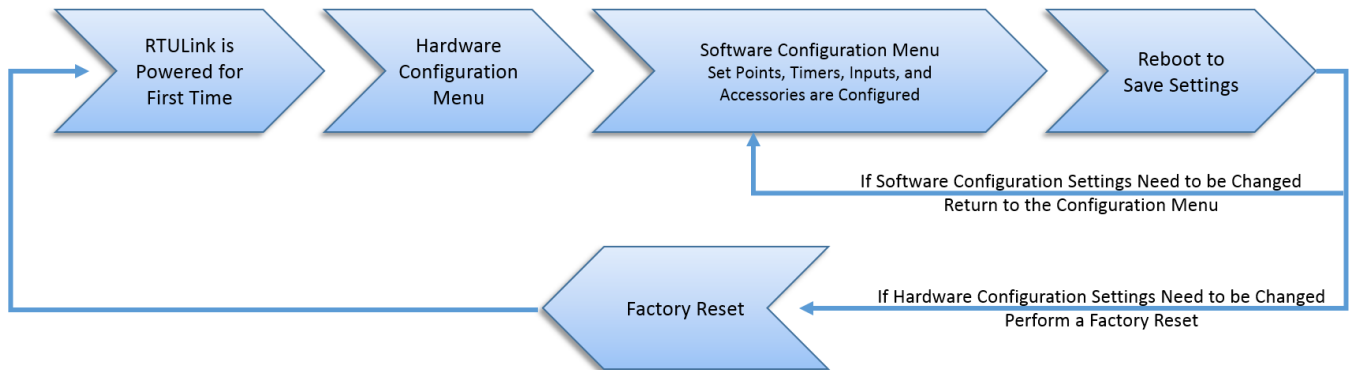 RTULink is
Powered for
First Time
Hardware
Configuration
Menu
Software Configuration Menu
Set Points, Timers, Inputs, and
Accessories are Configured
Reboot to
Save Settings
If Software Configuration Settings Need to be Changed
Return to the Configuration Menu
Factory Reset
If Hardware Configuration Settings Need to be Changed
Perform a Factory Reset